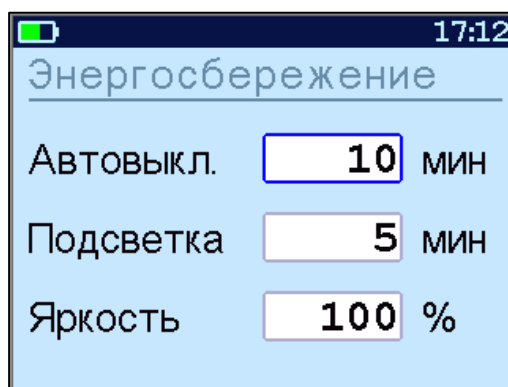 17:12
Энергосбережение
Автовыкл. 10 мин
Подсветка 5 мин
Яркость 100 %